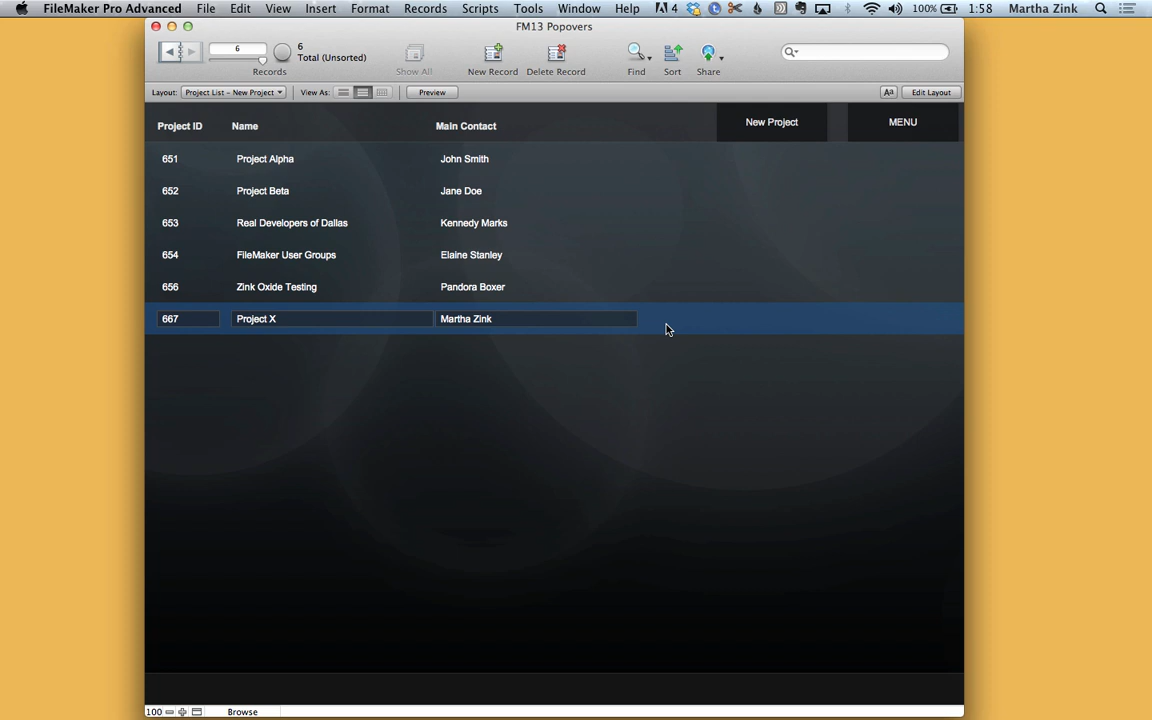 FileMaker Pro Advanced File Edit View Insert Format Records Scripts Tools Window Help 4 100% 1:58 Martha Zink
FM13 Popovers
6 6
Total (Unsorted)
Records Show All New Record Delete Record Find Sort Share
Layout: Project List - New Project View As: Preview Aa Edit Layout
Project ID Name Main Contact New Project MENU
651 Project Alpha John Smith
652 Project Beta Jane Doe
653 Real Developers of Dallas Kennedy Marks
654 FileMaker User Groups Elaine Stanley
656 Zink Oxide Testing Pandora Boxer
667 Project X Martha Zink
100 Browse